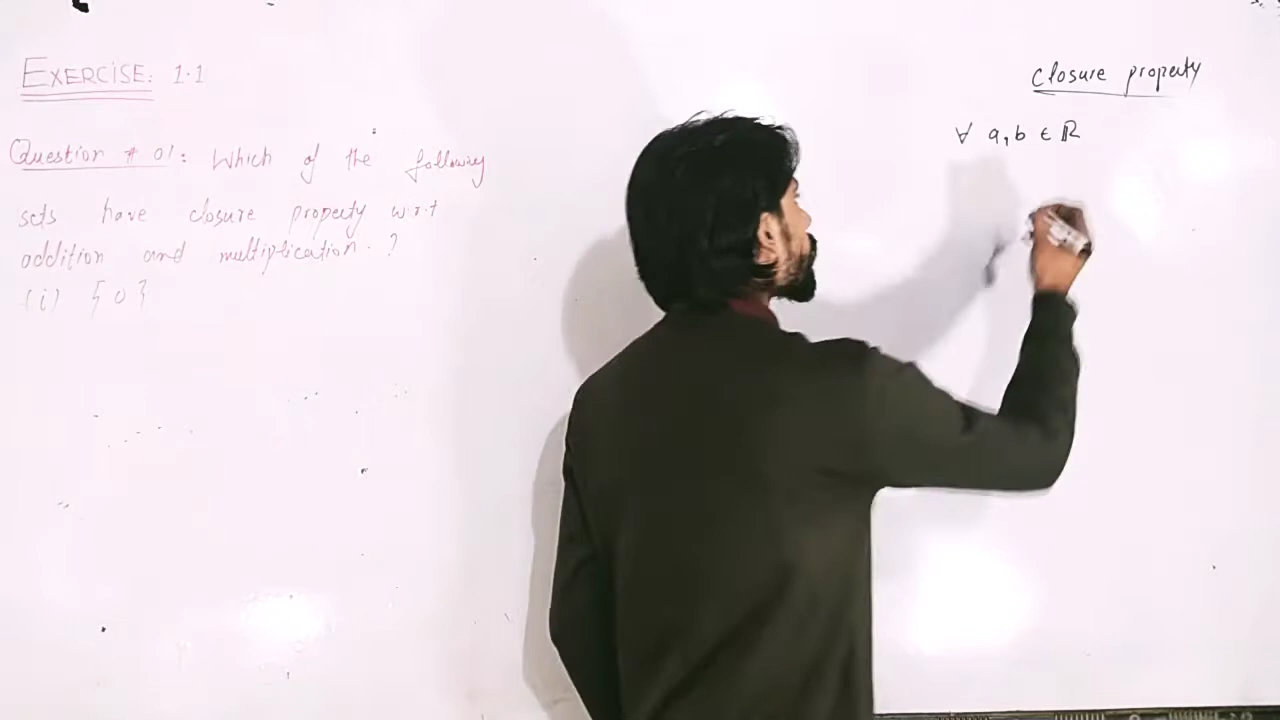 EXERCISE: 1.1
Question # 01: Which of the following
sets have closure property w.r.t
addition and multiplication. ?
(i) {0}
closure property
∀ a,b ∈ ℝ